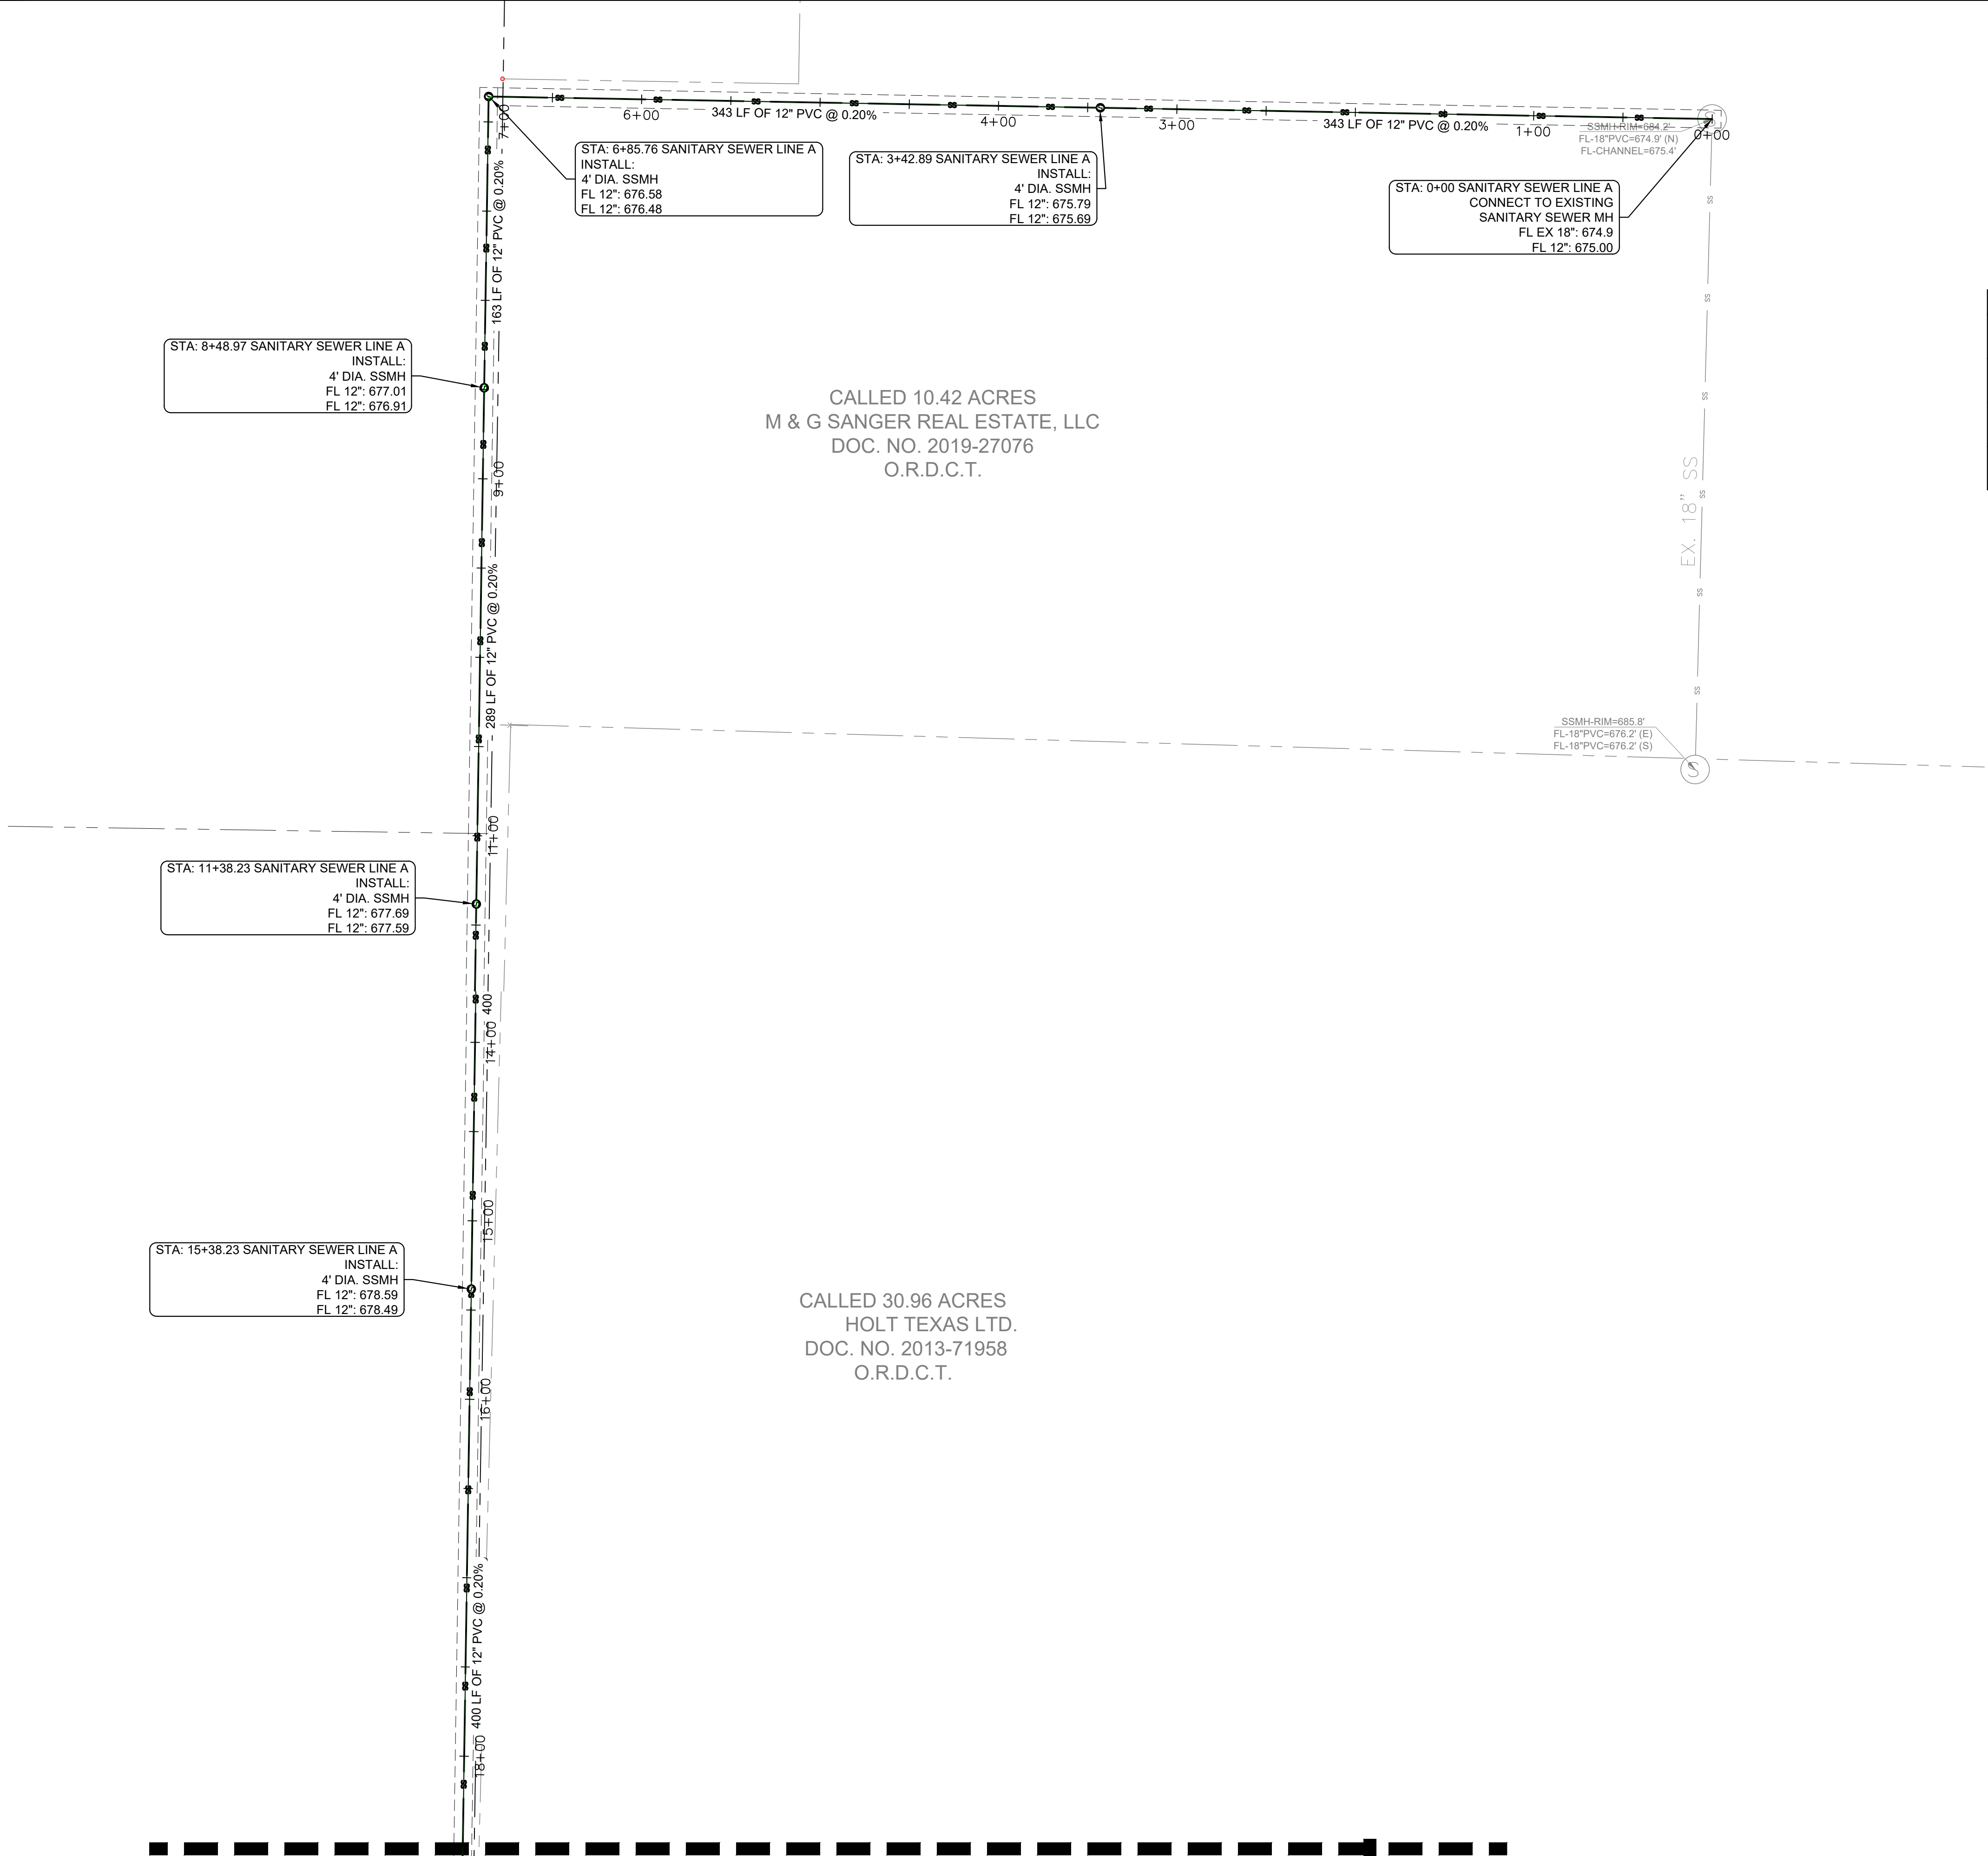 6+00
343 LF OF 12" PVC @ 0.20%
4+00
3+00
343 LF OF 12" PVC @ 0.20%
1+00
0+00
SSMH-RIM=684.2'
FL-18"PVC=674.9' (N)
FL-CHANNEL=675.4'
7+00
STA: 6+85.76 SANITARY SEWER LINE A
INSTALL:
4' DIA. SSMH
FL 12": 676.58
FL 12": 676.48
STA: 3+42.89 SANITARY SEWER LINE A
INSTALL:
4' DIA. SSMH
FL 12": 675.79
FL 12": 675.69
STA: 0+00 SANITARY SEWER LINE A
CONNECT TO EXISTING
SANITARY SEWER MH
FL EX 18": 674.9
FL 12": 675.00
163 LF OF 12" PVC @ 0.20%
STA: 8+48.97 SANITARY SEWER LINE A
INSTALL:
4' DIA. SSMH
FL 12": 677.01
FL 12": 676.91
CALLED 10.42 ACRES
M & G SANGER REAL ESTATE, LLC
DOC. NO. 2019-27076
O.R.D.C.T.
9+00
EX. 18" SS
289 LF OF 12" PVC @ 0.20%
SSMH-RIM=685.8'
FL-18"PVC=676.2' (E)
FL-18"PVC=676.2' (S)
S
11+00
STA: 11+38.23 SANITARY SEWER LINE A
INSTALL:
4' DIA. SSMH
FL 12": 677.69
FL 12": 677.59
400
14+00
15+00
STA: 15+38.23 SANITARY SEWER LINE A
INSTALL:
4' DIA. SSMH
FL 12": 678.59
FL 12": 678.49
CALLED 30.96 ACRES
HOLT TEXAS LTD.
DOC. NO. 2013-71958
O.R.D.C.T.
16+00
400 LF OF 12" PVC @ 0.20%
18+00